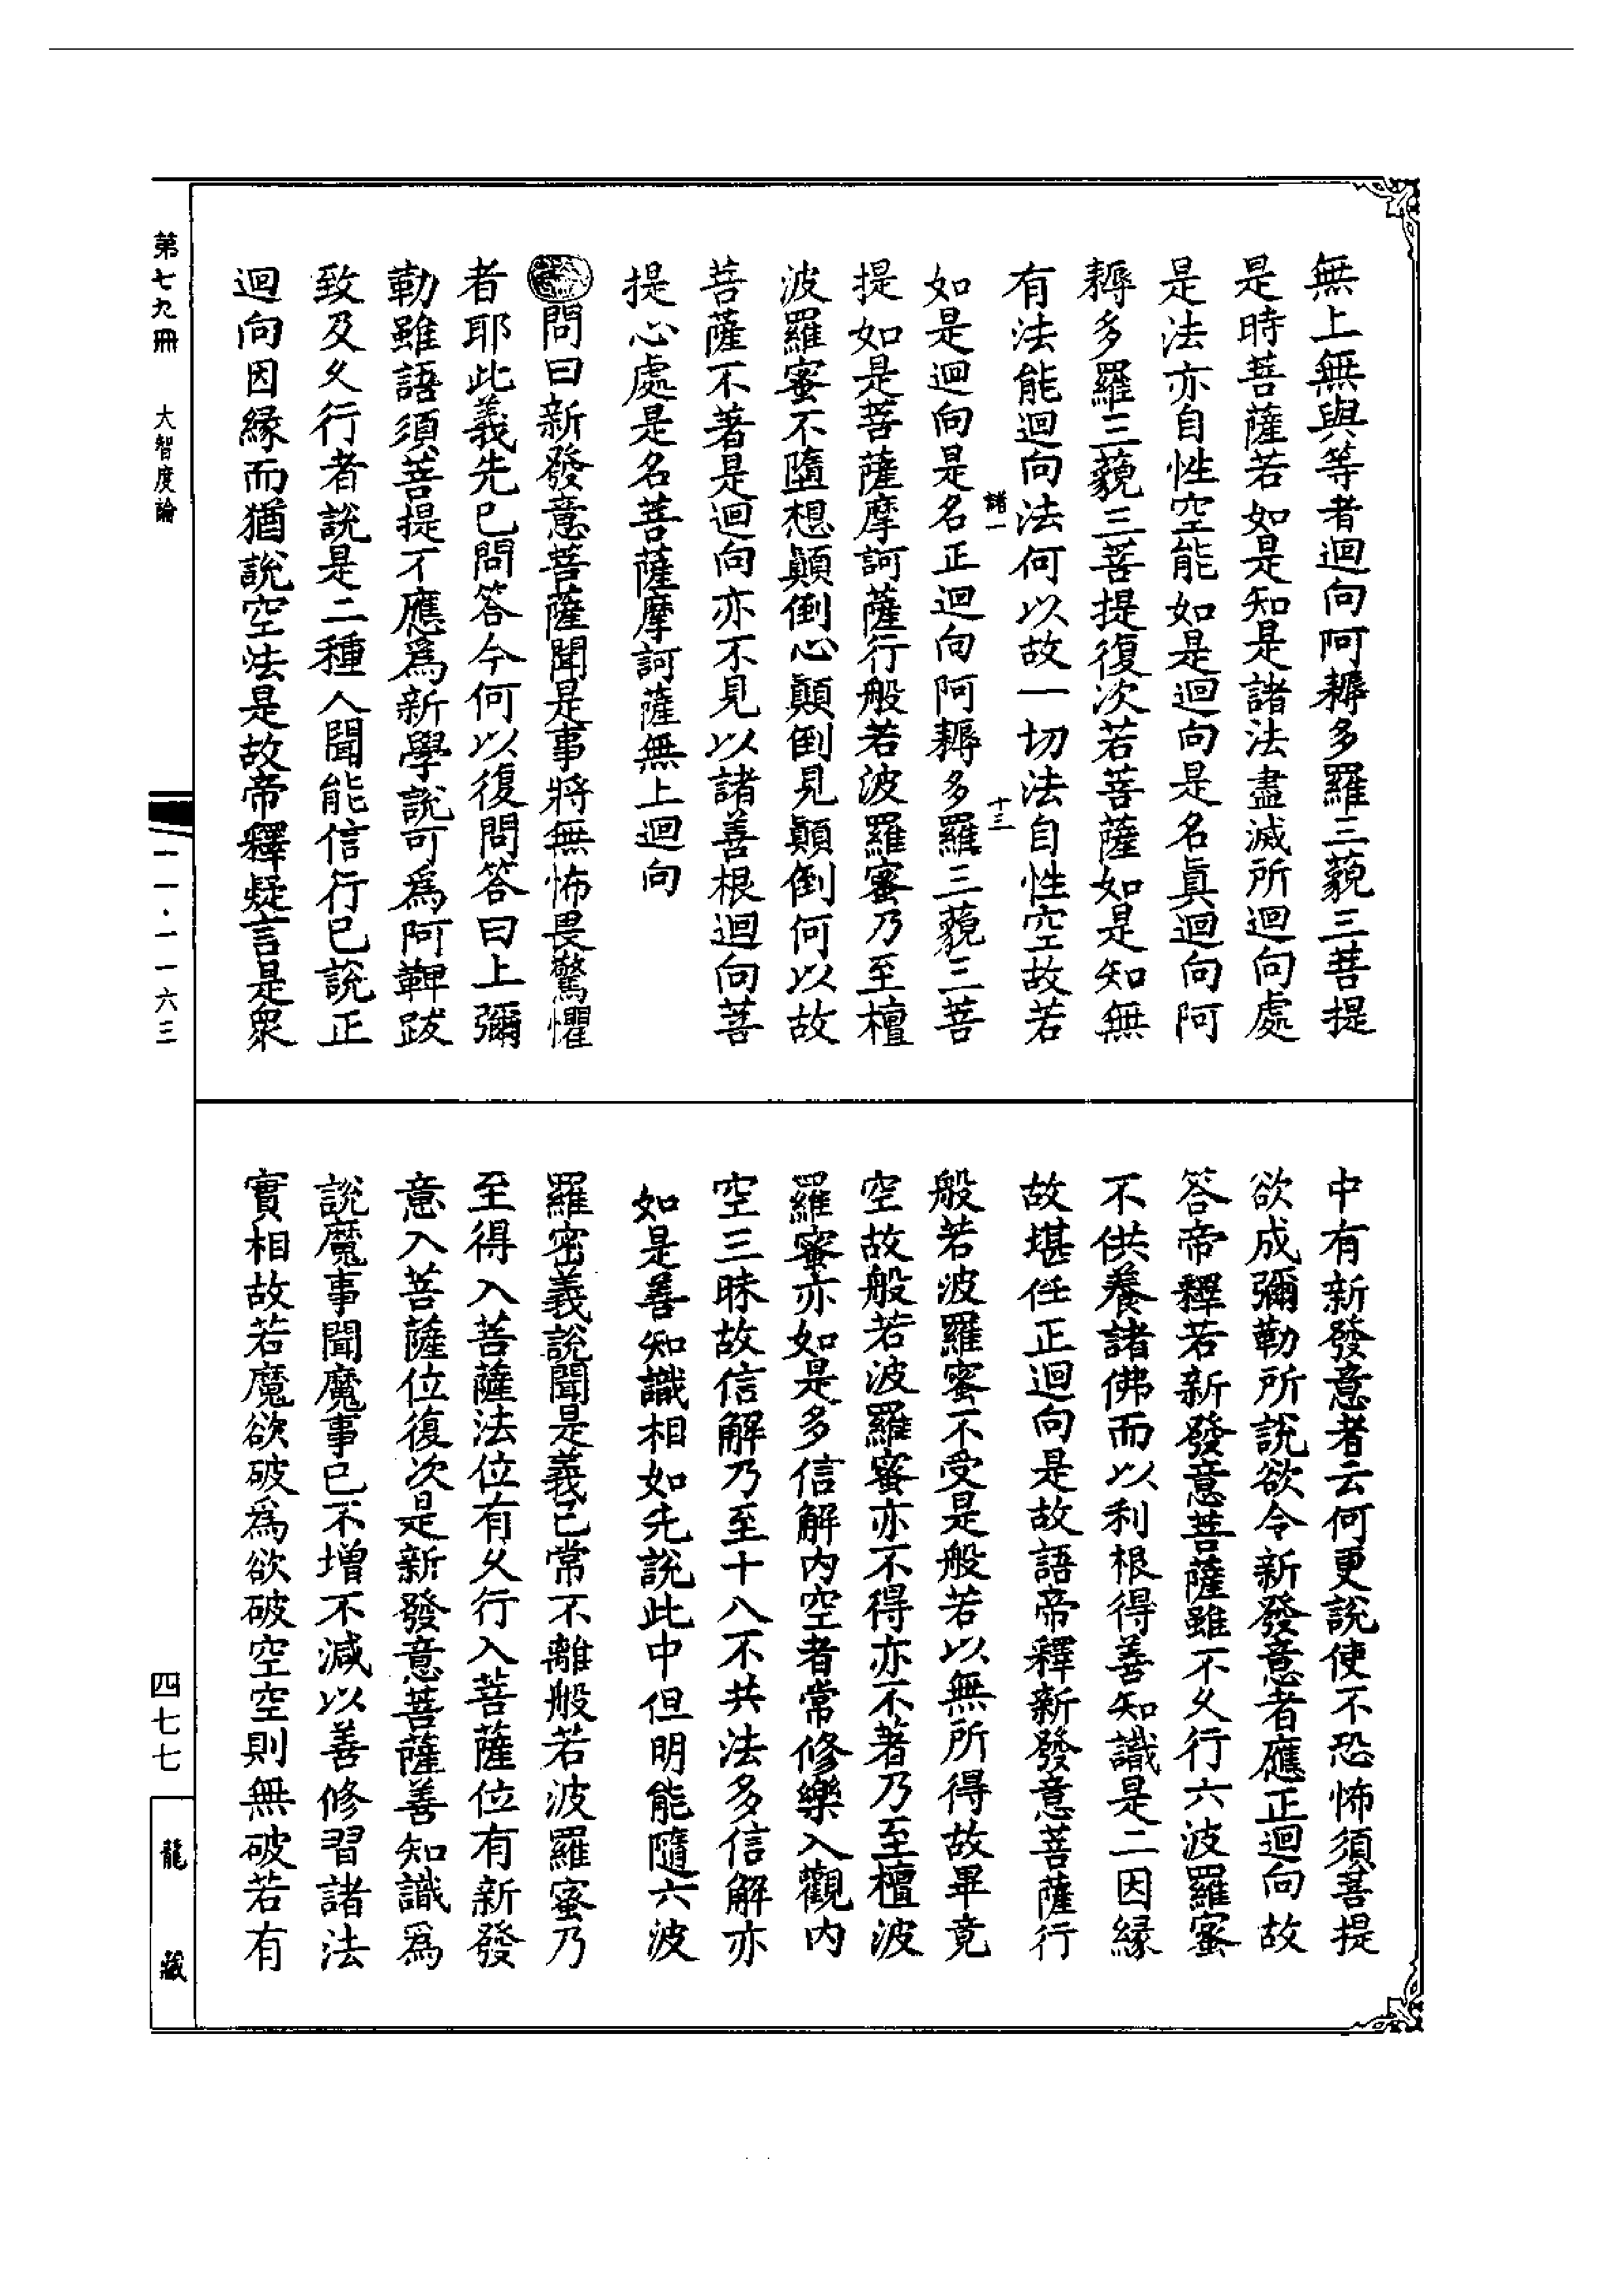 無上無與等者迴向阿耨多羅三藐三菩提
是時菩薩若如是知是諸法盡滅所迴向處
是法亦自性空能如是迴向是名真迴向阿
耨多羅三藐三菩提復次若菩薩如是知無
有法能迴向法何以故一切法自性空故若
諸一
十三
如是迴向是名正迴向阿耨多羅三藐三菩
提如是菩薩摩訶薩行般若波羅蜜乃至檀
波羅蜜不墮想顛倒心顛倒見顛倒何以故
菩薩不著是迴向亦不見以諸善根迴向菩
提心處是名菩薩摩訶薩無上迴向
問曰新發意菩薩聞是事將無怖畏驚懼
者耶此義先已問答今何以復問答曰上彌
勒雖語須菩提不應爲新學說可爲阿鞞跋
致及久行者說是二種人聞能信行已說正
迴向因緣而猶說空法是故帝釋疑言是衆
中有新發意者云何更說使不恐怖須菩提
欲成彌勒所說欲令新發意者應正迴向故
答帝釋若新發意菩薩雖不久行六波羅蜜
不供養諸佛而以利根得善知識是二因緣
故堪任正迴向是故語帝釋新發意菩薩行
般若波羅蜜不受是般若以無所得故畢竟
空故般若波羅蜜亦不得亦不著乃至檀波
羅蜜亦如是多信解內空者常修樂入觀內
空三昧故信解乃至十八不共法多信解亦
如是善知識相如先說此中但明能隨六波
羅密義說聞是義已常不離般若波羅蜜乃
至得入菩薩法位有久行入菩薩位有新發
意入菩薩位復次是新發意菩薩善知識爲
說魔事聞魔事已不增不減以善修習諸法
實相故若魔欲破爲欲破空空則無破若有
第七九冊 大智度論
一一·一一六三
四七七
龍藏